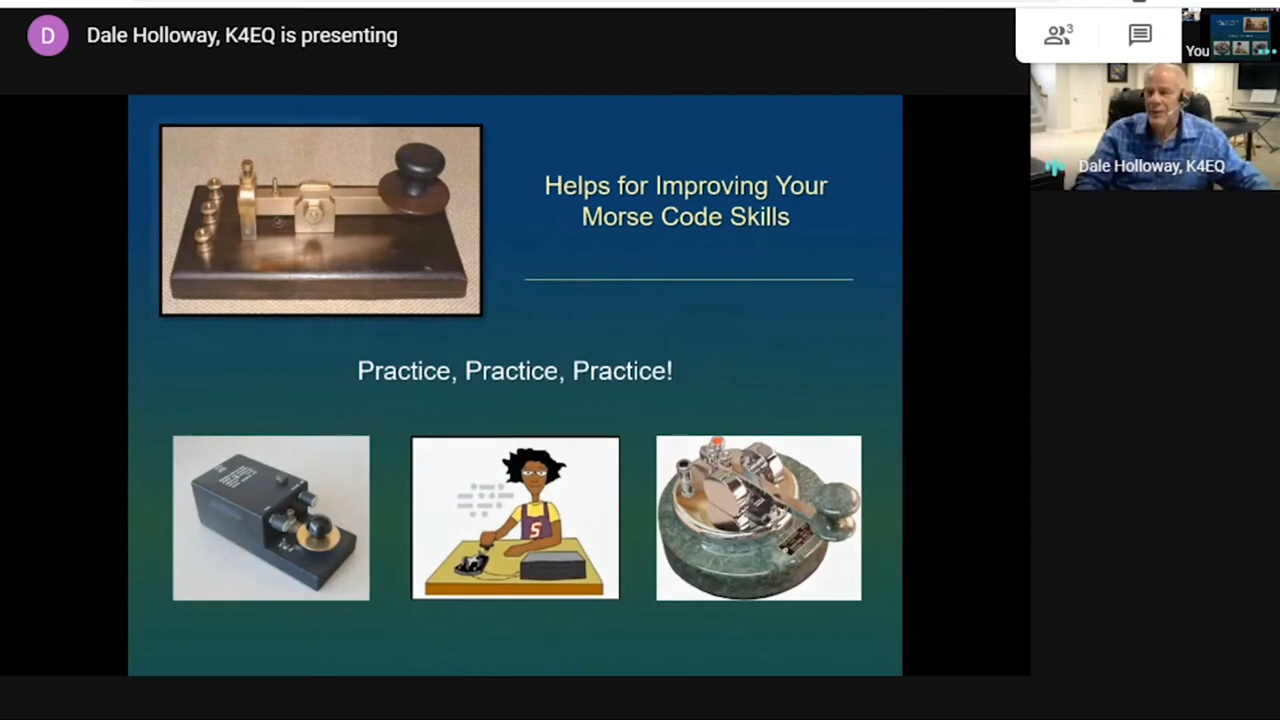 D
Dale Holloway, K4EQ is presenting
3
You
Dale Holloway, K4EQ
Helps for Improving Your
Morse Code Skills
Practice, Practice, Practice!
S